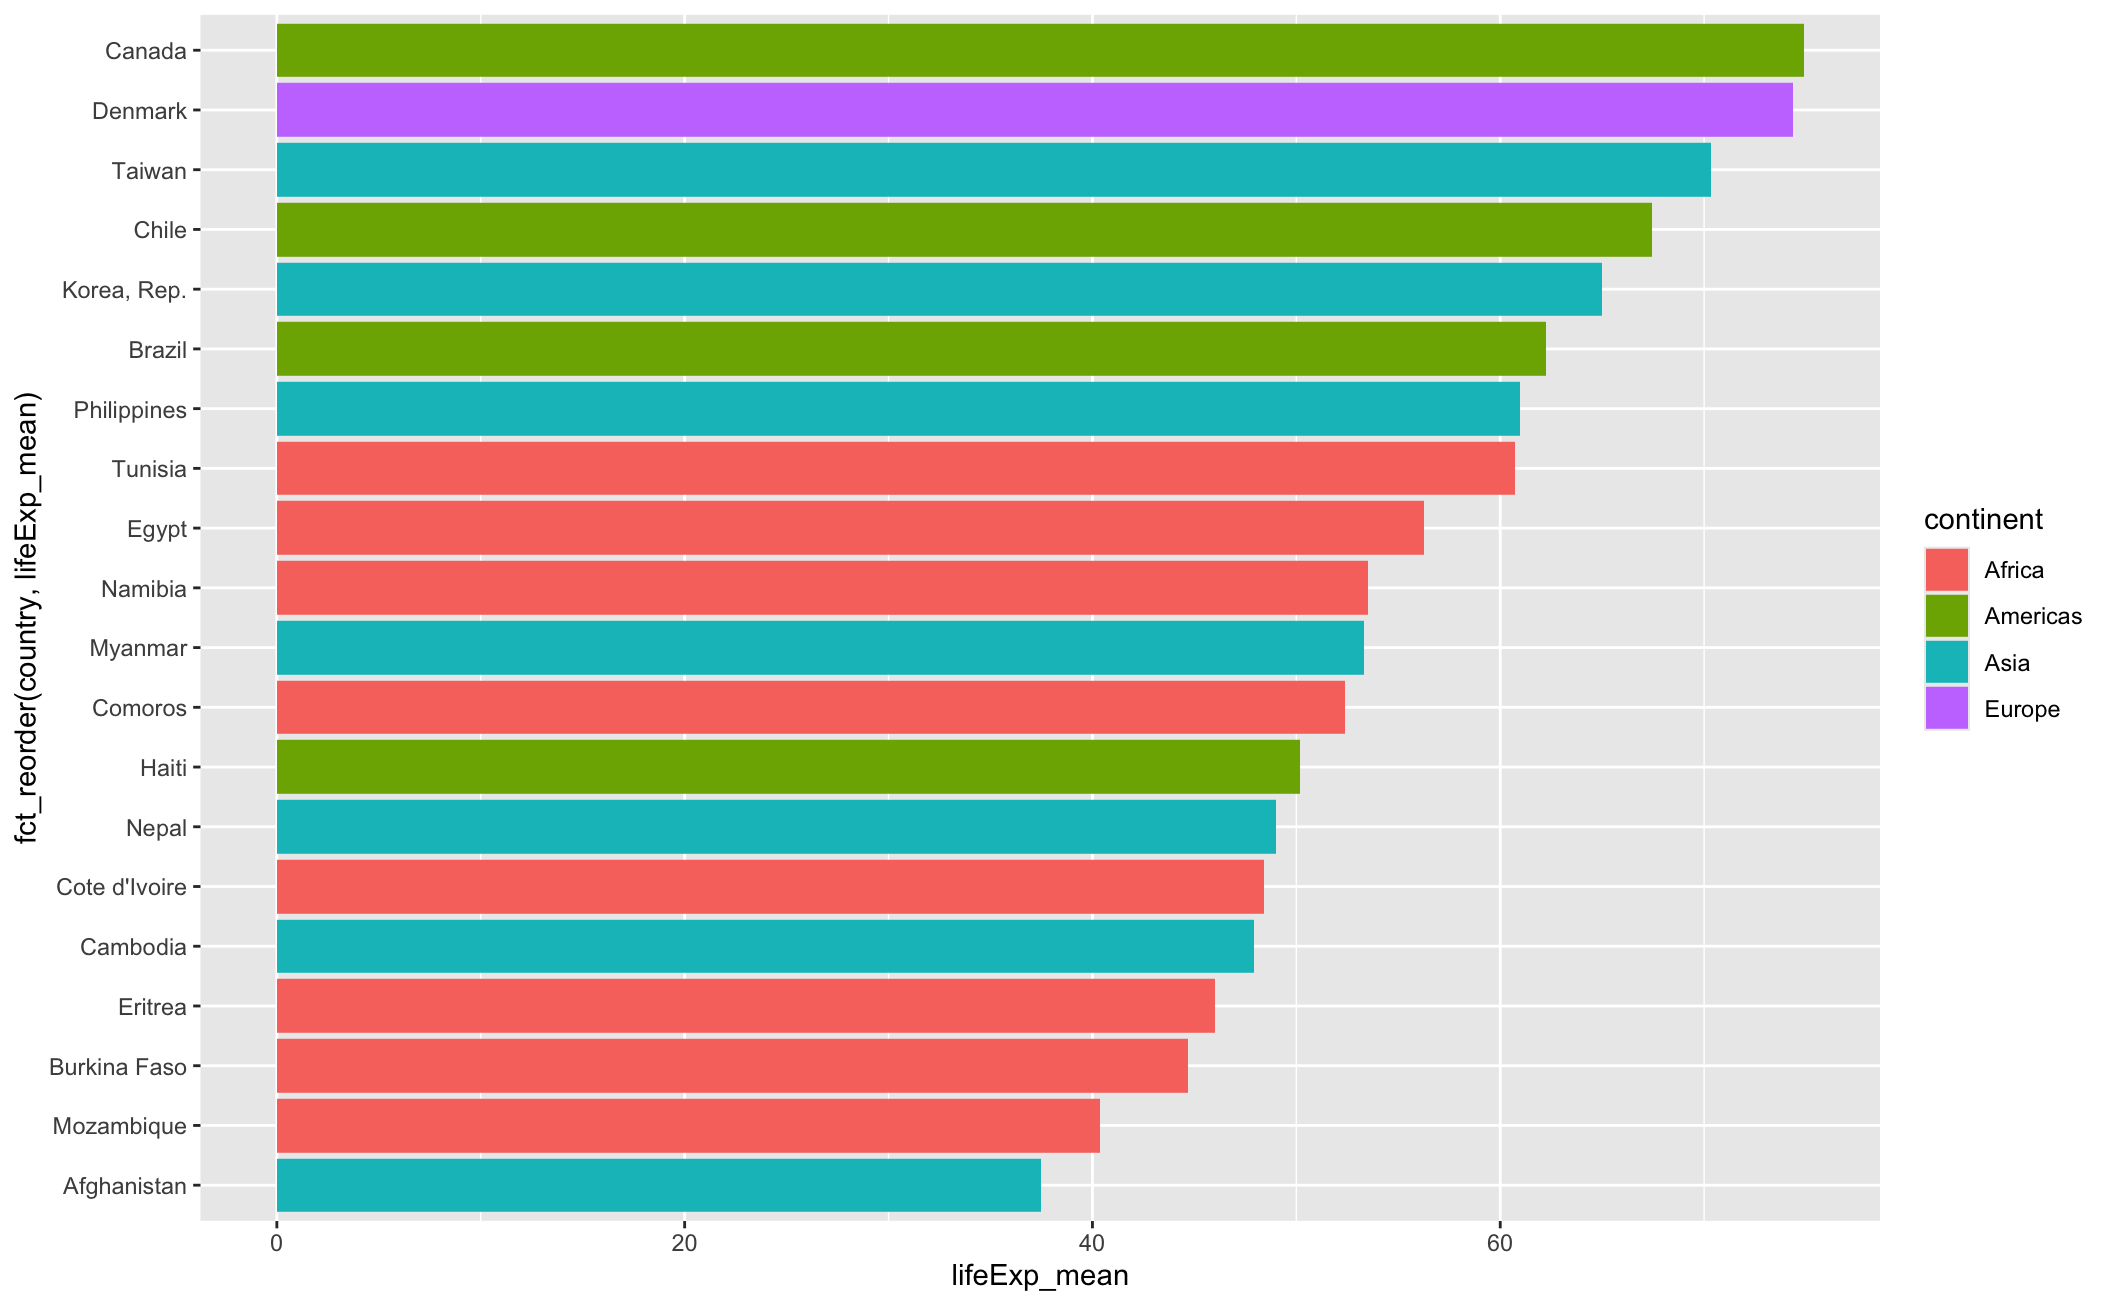 fct_reorder(country, lifeExp_mean)
Canada
Denmark
Taiwan
Chile
Korea, Rep.
Brazil
Philippines
Tunisia
Egypt
Namibia
Myanmar
Comoros
Haiti
Nepal
Cote d'Ivoire
Cambodia
Eritrea
Burkina Faso
Mozambique
Afghanistan
0 20 40 60
lifeExp_mean
continent
Africa
Americas
Asia
Europe